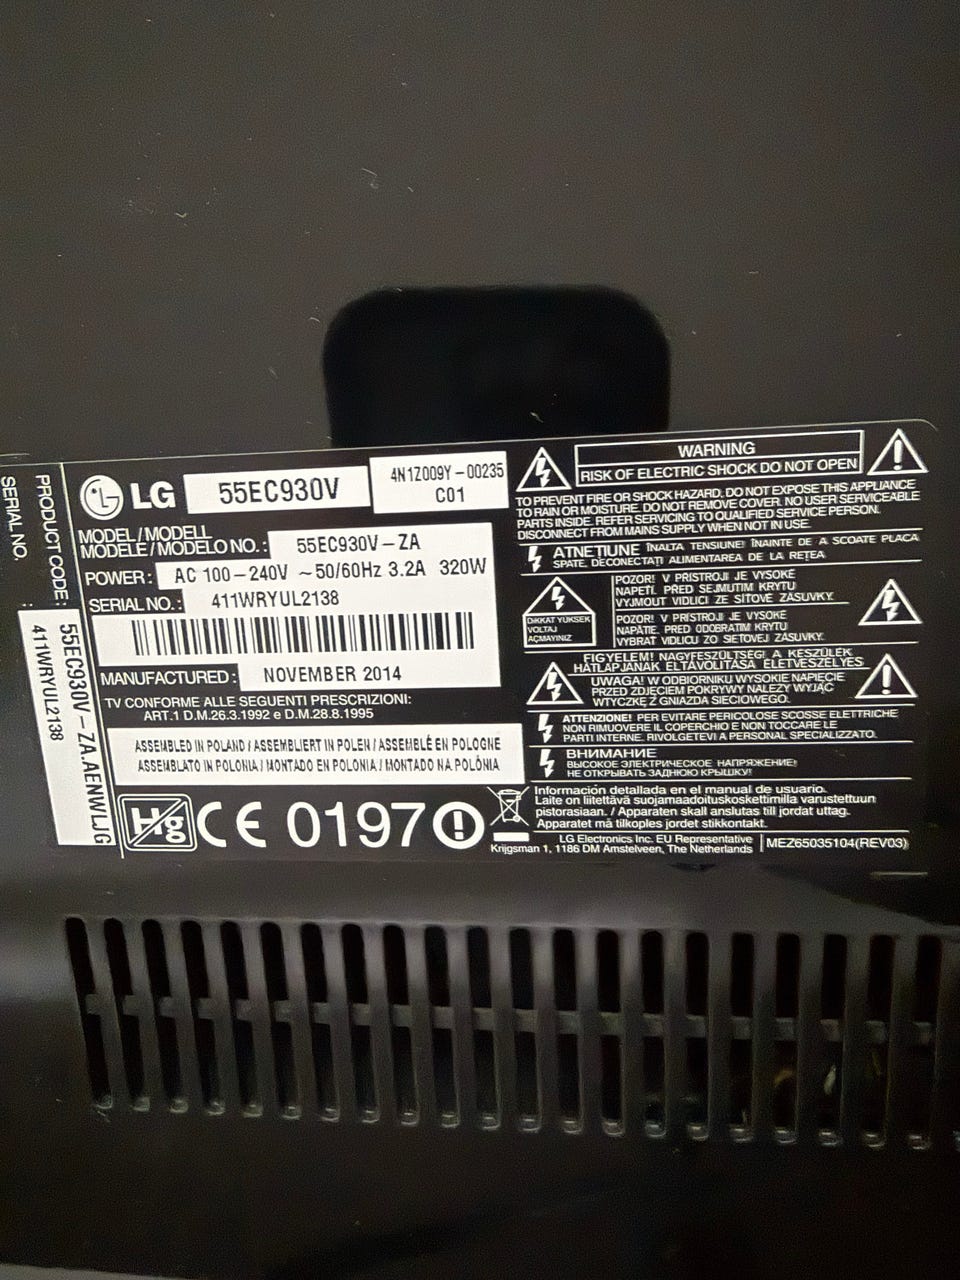 SERIAL NO. :
PRODUCT CODE :
411WRYUL2138
55EC930V-ZA.AENWLJG
LG
55EC930V
4N1Z009Y-00235
C01
MODEL/MODELL
MODÈLE/MODELO NO. :
55EC930V-ZA
POWER :
AC 100-240V ~50/60Hz 3.2A 320W
SERIAL NO. :
411WRYUL2138
MANUFACTURED :
NOVEMBER 2014
TV CONFORME ALLE SEGUENTI PRESCRIZIONI:
ART.1 D.M.26.3.1992 e D.M.28.8.1995
ASSEMBLED IN POLAND / ASSEMBLIERT IN POLEN / ASSEMBLÉ EN POLOGNE
ASSEMBLATO IN POLONIA / MONTADO EN POLONIA / MONTADO NA POLÔNIA
Hg
CE 0197
WARNING
RISK OF ELECTRIC SHOCK DO NOT OPEN
TO PREVENT FIRE OR SHOCK HAZARD, DO NOT EXPOSE THIS APPLIANCE
TO RAIN OR MOISTURE. DO NOT REMOVE COVER. NO USER SERVICEABLE
PARTS INSIDE. REFER SERVICING TO QUALIFIED SERVICE PERSON.
DISCONNECT FROM MAINS SUPPLY WHEN NOT IN USE.
ATNEȚIUNE ÎNALTA TENSIUNE! ÎNAINTE DE A SCOATE PLACA
SPATE, DECONECTAȚI ALIMENTAREA DE LA REȚEA
DIKKAT YUKSEK
VOLTAJ
AÇMAYINIZ
POZOR! V PŘÍSTROJI JE VYSOKÉ
NAPĚTÍ. PŘED SEJMUTÍM KRYTU
VYJMOUT VIDLICI ZE SÍŤOVÉ ZÁSUVKY.
POZOR! V PRÍSTROJI JE VYSOKÉ
NAPÄTIE. PRED ODOBRATÍM KRYTU
VYBRAŤ VIDLICU ZO SEŤOVEJ ZÁSUVKY.
FIGYELEM! NAGYFESZÜLTSÉG! A KÉSZÜLÉK
HÁTLAPJÁNAK ELTÁVOLÍTÁSA ÉLETVESZÉLYES
UWAGA! W ODBIORNIKU WYSOKIE NAPIĘCIE
PRZED ZDJĘCIEM POKRYWY NALEŻY WYJĄĆ
WTYCZKĘ Z GNIAZDA SIECIOWEGO.
ATTENZIONE! PER EVITARE PERICOLOSE SCOSSE ELETTRICHE
NON RIMUOVERE IL COPERCHIO E NON TOCCARE LE
PARTI INTERNE. RIVOLGETEVI A PERSONAL SPECIALIZZATO.
ВНИМАНИЕ
ВЫСОКОЕ ЭЛЕКТРИЧЕСКОЕ НАПРЯЖЕНИЕ!
НЕ ОТКРЫВАТЬ ЗАДНЮЮ КРЫШКУ!
Información detallada en el manual de usuario.
Laite on liitettävä suojamaadoituskoskettimilla varustettuun
pistorasiaan. / Apparaten skall anslutas till jordat uttag.
Apparatet må tilkoples jordet stikkontakt.
LG Electronics Inc. EU Representative
Krijgsman 1, 1186 DM Amstelveen, The Netherlands
MEZ65035104(REV03)